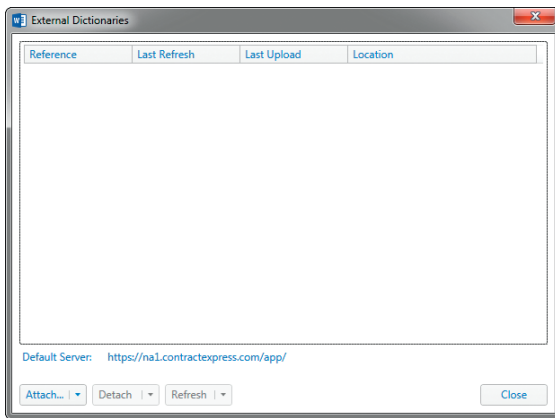 External Dictionaries
Reference Last Refresh Last Upload Location
Default Server: https://na1.contractexpress.com/app/
Attach... Detach Refresh Close